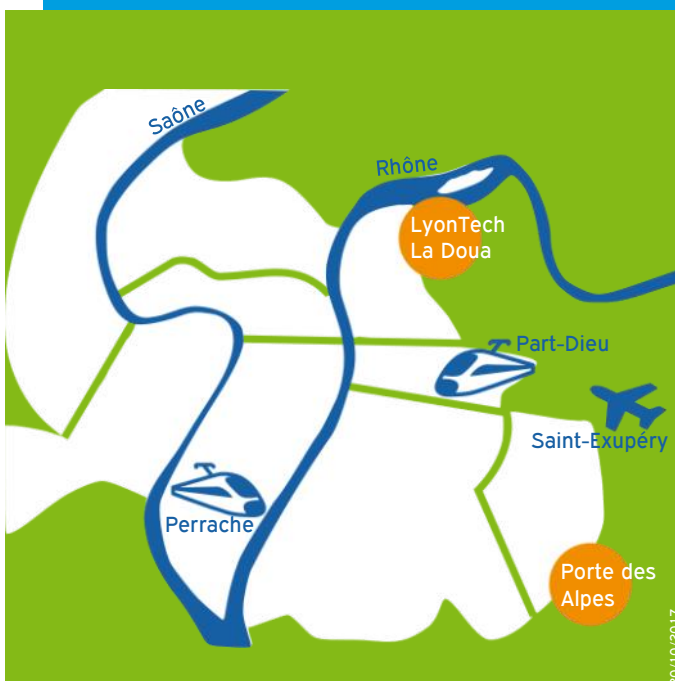 Saône
Rhône
LyonTech
La Doua
Part-Dieu
Saint-Exupéry
Perrache
Porte des
Alpes